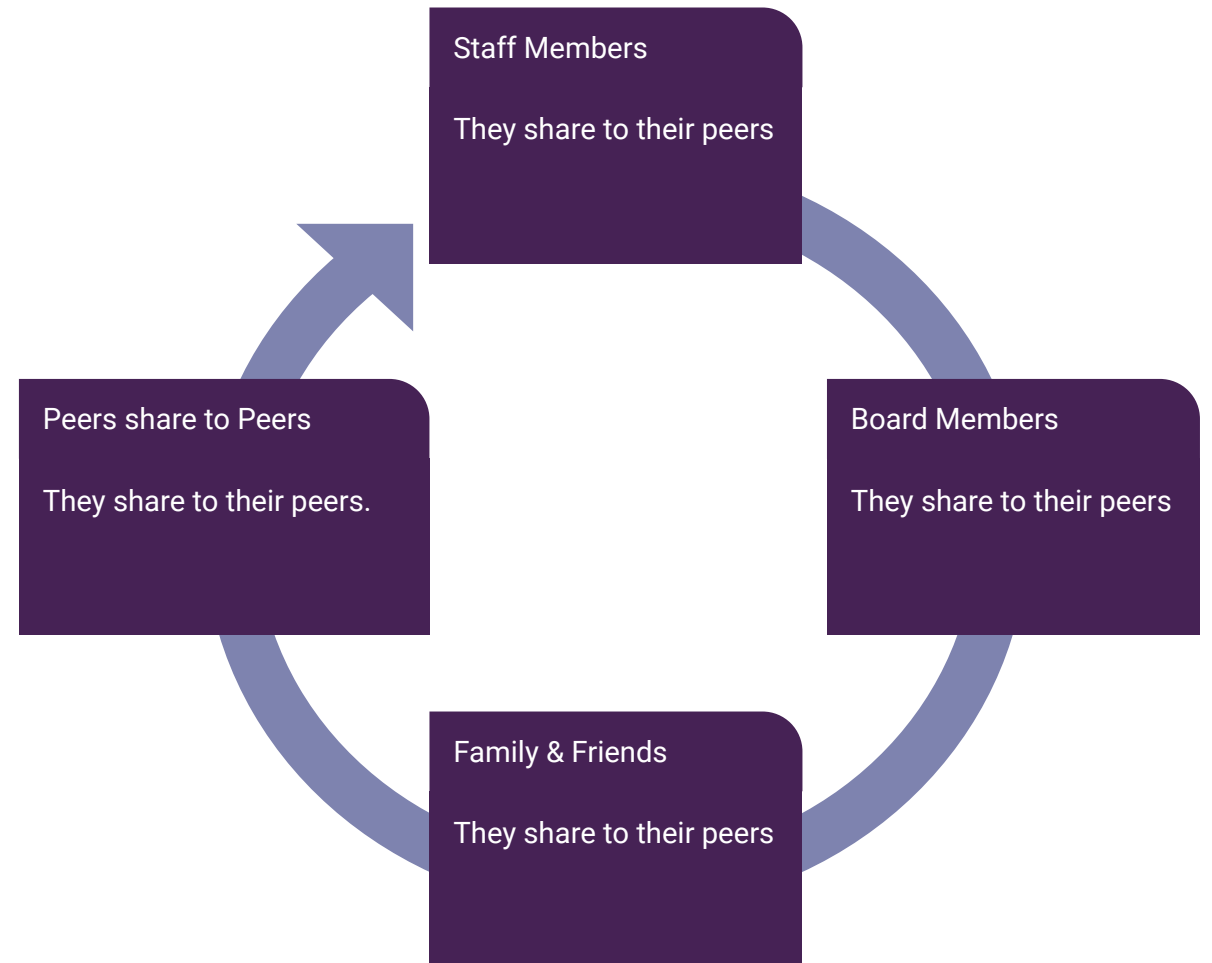 Staff Members
They share to their peers
Board Members
They share to their peers
Family & Friends
They share to their peers
Peers share to Peers
They share to their peers.